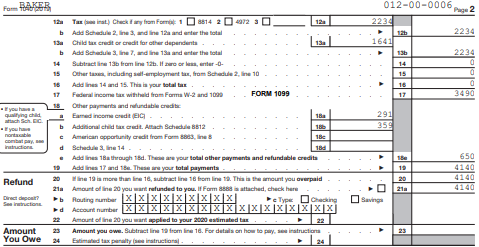 BAKER 012-00-0006
Form 1040 (2019) Page 2
12a Tax (see inst.) Check if any from Form(s): 1 8814 2 4972 3 12a 2234
b Add Schedule 2, line 3, and line 12a and enter the total 12b 2234
13a Child tax credit or credit for other dependents 13a 1641
b Add Schedule 3, line 7, and line 13a and enter the total 13b 2234
14 Subtract line 13b from line 12b. If zero or less, enter -0- 14 0
15 Other taxes, including self-employment tax, from Schedule 2, line 10 15 0
16 Add lines 14 and 15. This is your total tax 16 0
17 Federal income tax withheld from Forms W-2 and 1099 FORM 1099 17 3490
18 Other payments and refundable credits:
• If you have a qualifying child, attach Sch. EIC.
• If you have nontaxable combat pay, see instructions.
a Earned income credit (EIC) 18a 291
b Additional child tax credit. Attach Schedule 8812 18b 359
c American opportunity credit from Form 8863, line 8 18c
d Schedule 3, line 14 18d
e Add lines 18a through 18d. These are your total other payments and refundable credits 18e 650
19 Add lines 17 and 18e. These are your total payments 19 4140
Refund 20 If line 19 is more than line 16, subtract line 16 from line 19. This is the amount you overpaid 20 4140
21a Amount of line 20 you want refunded to you. If Form 8888 is attached, check here 21a 4140
Direct deposit? See instructions.
b Routing number X X X X X X X X X c Type: Checking Savings
d Account number X X X X X X X X X X X X X X X X X
22 Amount of line 20 you want applied to your 2020 estimated tax 22
Amount You Owe
23 Amount you owe. Subtract line 19 from line 16. For details on how to pay, see instructions 23
24 Estimated tax penalty (see instructions) 24